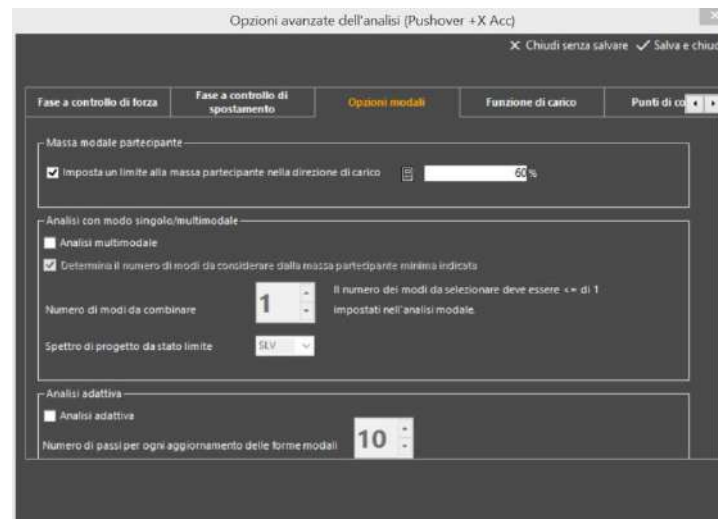 Opzioni avanzate dell'analisi (Pushover +X Acc)
Chiudi senza salvare Salva e chiud
Fase a controllo di forza
Fase a controllo di
spostamento
Opzioni modali
Funzione di carico
Punti di co
Massa modale partecipante
Imposta un limite alla massa partecipante nella direzione di carico 60 %
Analisi con modo singolo/multimodale
Analisi multimodale
Determina il numero di modi da considerare dalla massa partecipante minima indicata
Numero di modi da combinare 1
Il numero dei modi da selezionare deve essere <= di 1
impostati nell'analisi modale.
Spettro di progetto da stato limite SLV
Analisi adattiva
Analisi adattiva
Numero di passi per ogni aggiornamento delle forme modali 10